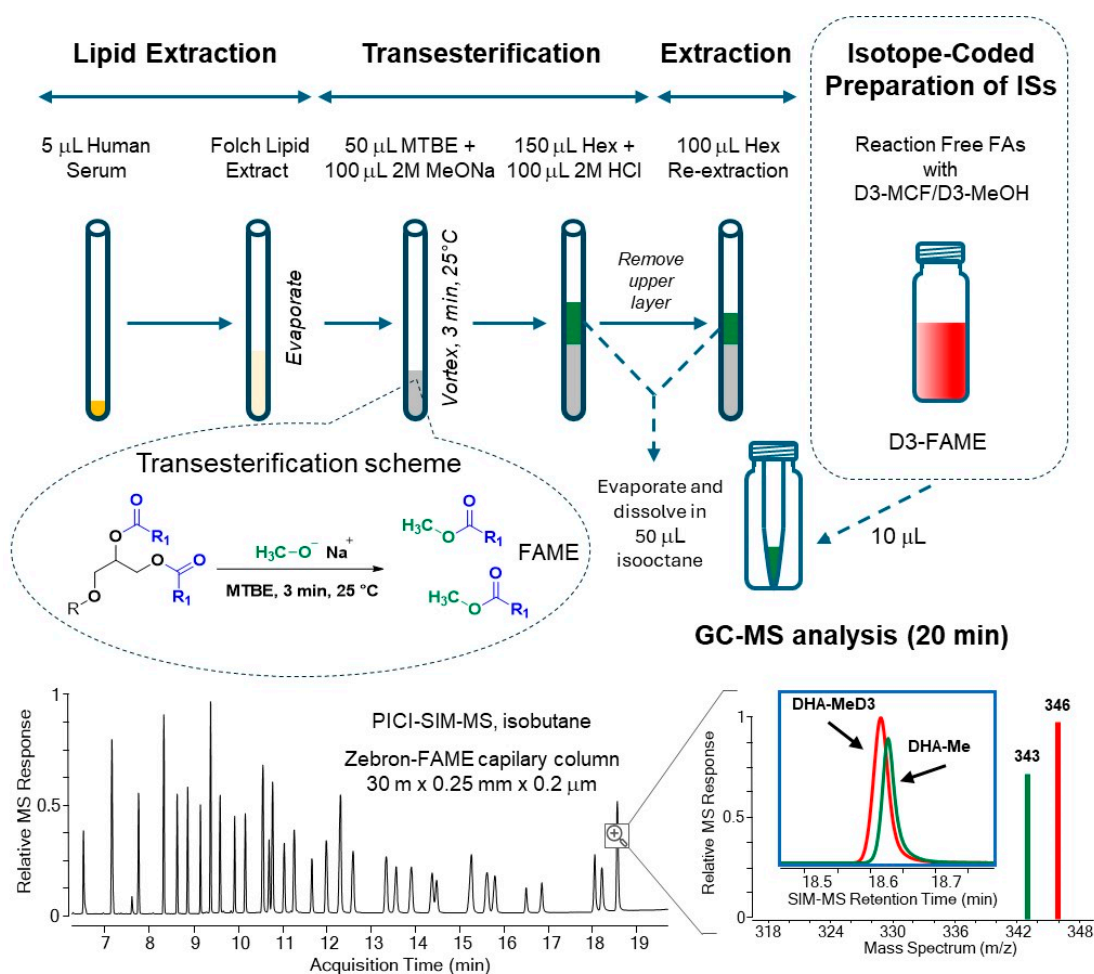 Lipid Extraction
Transesterification
Extraction
Isotope-Coded
Preparation of ISs
5 μL Human
Serum
Folch Lipid
Extract
50 μL MTBE +
100 μL 2M MeONa
150 μL Hex +
100 μL 2M HCl
100 μL Hex
Re-extraction
Reaction Free FAs
with
D3-MCF/D3-MeOH
Evaporate
Vortex, 3 min, 25°C
Remove
upper
layer
D3-FAME
Transesterification scheme
O
O
R1
O
O
R1
R
O
H3C-O− Na+
MTBE, 3 min, 25 °C
O
H3C
O
R1
FAME
O
H3C
O
R1
Evaporate and
dissolve in
50 μL
isooctane
10 μL
GC-MS analysis (20 min)
Relative MS Response
1
0.5
0
PICI-SIM-MS, isobutane
Zebron-FAME capilary column
30 m x 0.25 mm x 0.2 μm
7 8 9 10 11 12 13 14 15 16 17 18 19
Acquisition Time (min)
Relative MS Response
1
0.5
0
DHA-MeD3
DHA-Me
18.5 18.6 18.7
SIM-MS Retention Time (min)
343
346
318 324 330 336 342 348
Mass Spectrum (m/z)